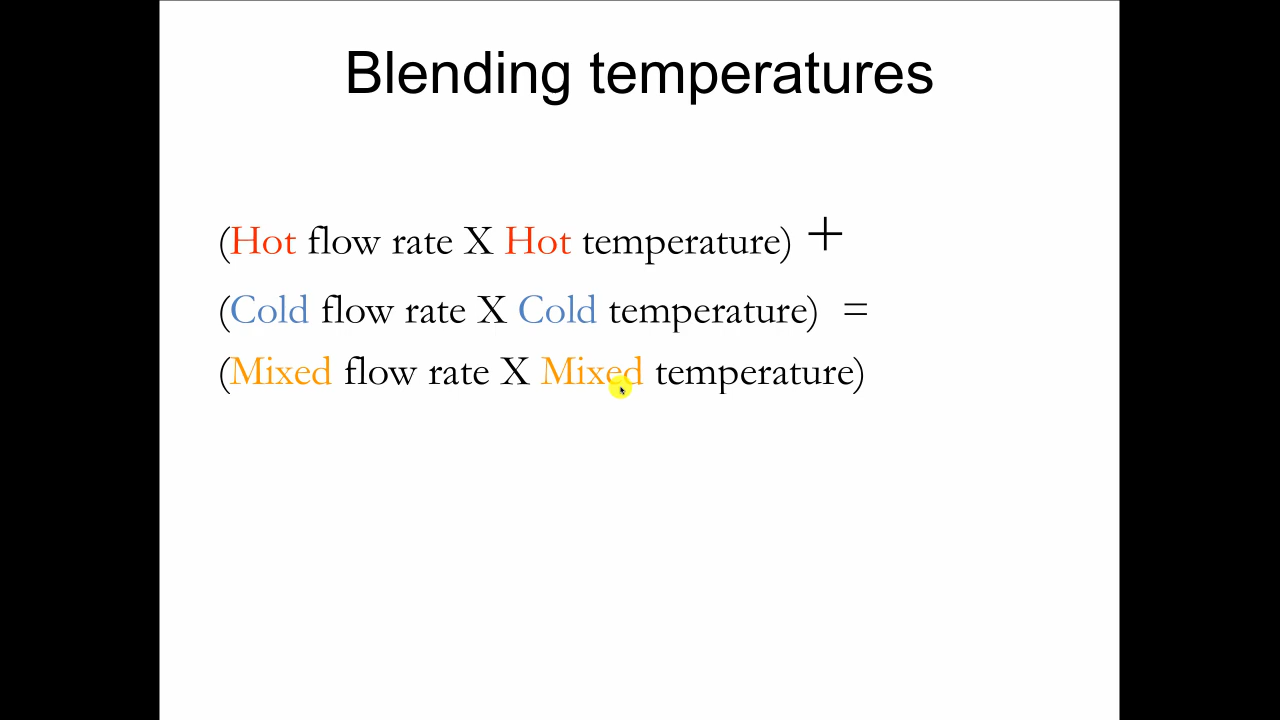 Blending temperatures
(Hot flow rate X Hot temperature) +
(Cold flow rate X Cold temperature) =
(Mixed flow rate X Mixed temperature)